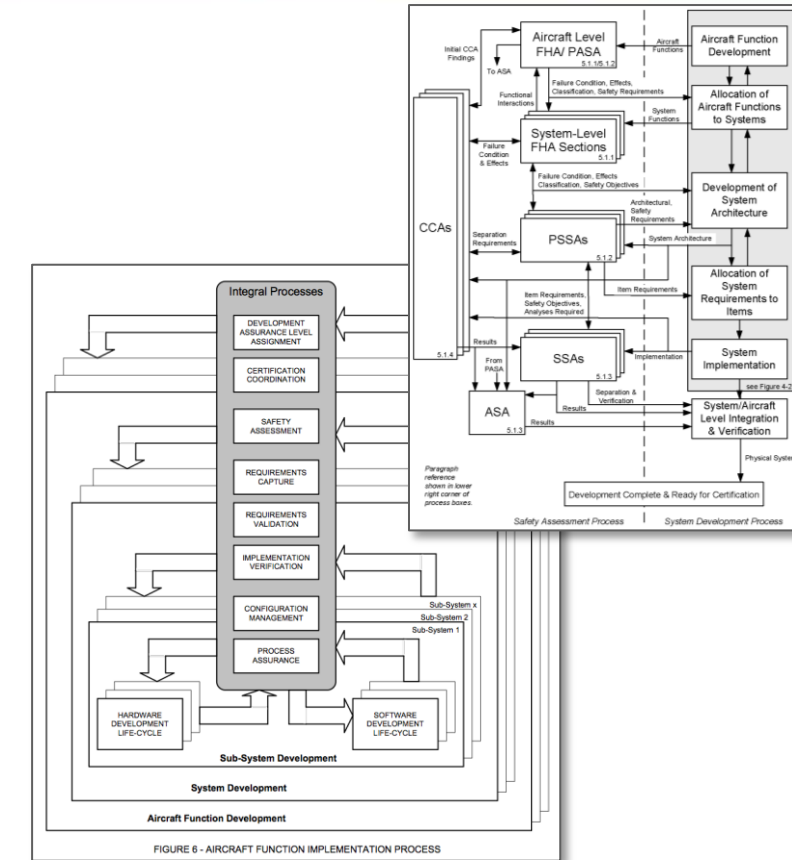 Aircraft Level
FHA/ PASA
5.1.1/5.1.2
Initial CCA
Findings
To ASA
Aircraft
Functions
Aircraft Function
Development
Functional
Interactions
Failure Condition, Effects,
Classification, Safety Requirements
Allocation of
Aircraft Functions
to Systems
System
Functions
System-Level
FHA Sections
5.1.1
Failure
Condition
& Effects
Failure Condition, Effects
Classification, Safety Objectives
Development of
System
Architecture
Architectural,
Safety
Requirements
CCAs
5.1.4
Separation
Requirements
PSSAs
5.1.2
System Architecture
Item Requirements
Allocation of
System
Requirements to
Items
Item Requirements,
Safety Objectives,
Analyses Required
Results
From
PASA
SSAs
5.1.3
Implementation
System
Implementation
see Figure 4-2
Separation &
Verification
Results
ASA
5.1.3
Results
System/Aircraft
Level Integration
& Verification
Physical System
Paragraph
reference
shown in lower
right corner of
process boxes.
Development Complete & Ready for Certification
Safety Assessment Process
System Development Process
Integral Processes
DEVELOPMENT
ASSURANCE LEVEL
ASSIGNMENT
CERTIFICATION
COORDINATION
SAFETY
ASSESSMENT
REQUIREMENTS
CAPTURE
REQUIREMENTS
VALIDATION
IMPLEMENTATION
VERIFICATION
CONFIGURATION
MANAGEMENT
PROCESS
ASSURANCE
Sub-System x
Sub-System 2
Sub-System 1
HARDWARE
DEVELOPMENT
LIFE-CYCLE
SOFTWARE
DEVELOPMENT
LIFE-CYCLE
Sub-System Development
System Development
Aircraft Function Development
FIGURE 6 - AIRCRAFT FUNCTION IMPLEMENTATION PROCESS